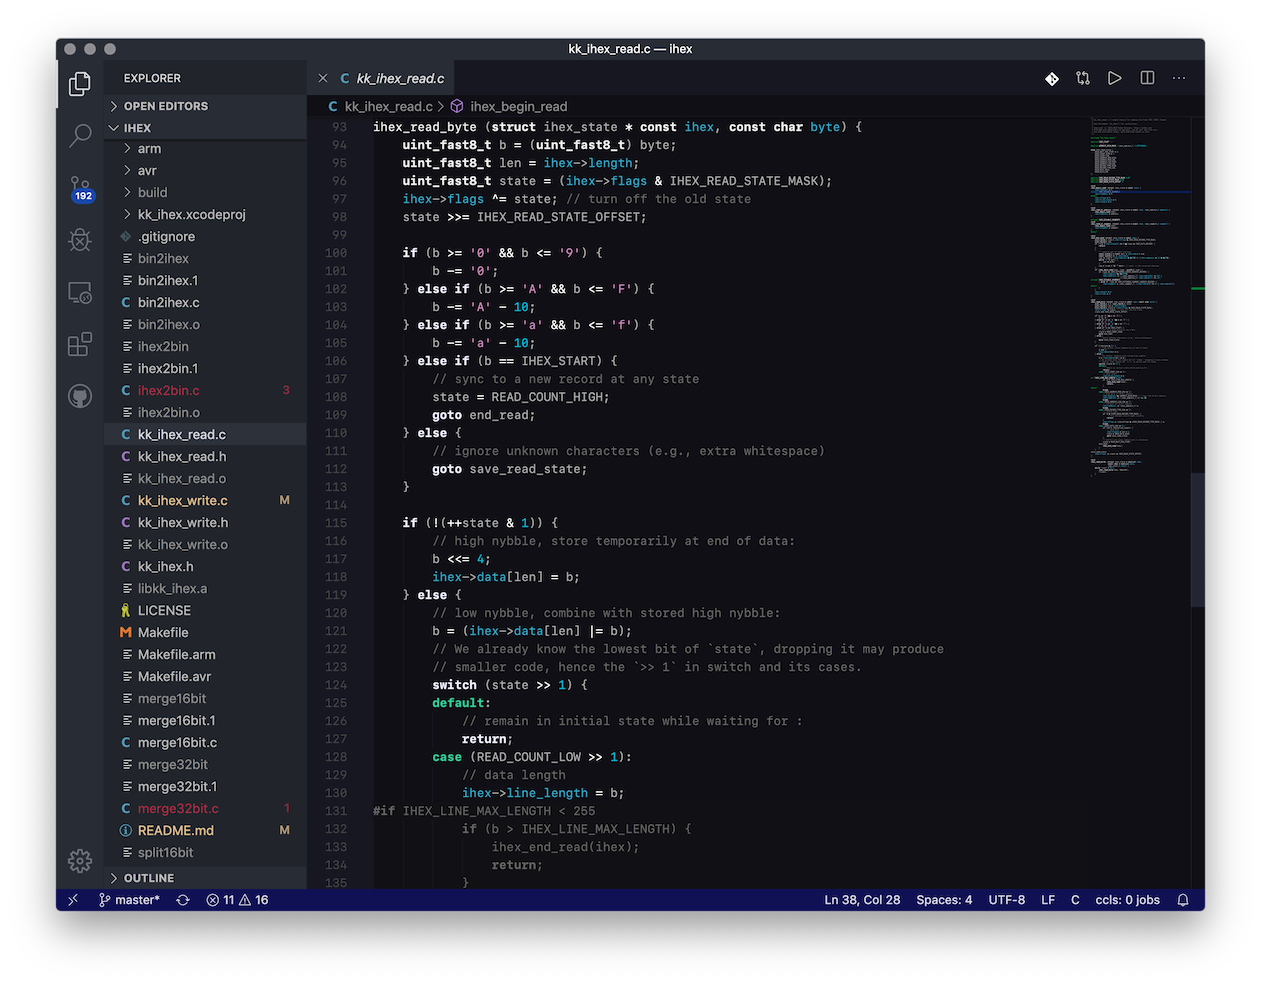 kk_ihex_read.c — ihex
EXPLORER
OPEN EDITORS
IHEX
arm
avr
build
kk_ihex.xcodeproj
.gitignore
bin2ihex
bin2ihex.1
C bin2ihex.c
bin2ihex.o
ihex2bin
ihex2bin.1
C ihex2bin.c 3
ihex2bin.o
C kk_ihex_read.c
C kk_ihex_read.h
kk_ihex_read.o
C kk_ihex_write.c M
C kk_ihex_write.h
kk_ihex_write.o
C kk_ihex.h
libkk_ihex.a
LICENSE
M Makefile
Makefile.arm
Makefile.avr
merge16bit
merge16bit.1
C merge16bit.c
merge32bit
merge32bit.1
C merge32bit.c 1
README.md M
split16bit
OUTLINE
192
C kk_ihex_read.c
C kk_ihex_read.c > ihex_begin_read
93 ihex_read_byte (struct ihex_state * const ihex, const char byte) {
94 uint_fast8_t b = (uint_fast8_t) byte;
95 uint_fast8_t len = ihex->length;
96 uint_fast8_t state = (ihex->flags & IHEX_READ_STATE_MASK);
97 ihex->flags ^= state; // turn off the old state
98 state >>= IHEX_READ_STATE_OFFSET;
99
100 if (b >= '0' && b <= '9') {
101 b -= '0';
102 } else if (b >= 'A' && b <= 'F') {
103 b -= 'A' - 10;
104 } else if (b >= 'a' && b <= 'f') {
105 b -= 'a' - 10;
106 } else if (b == IHEX_START) {
107 // sync to a new record at any state
108 state = READ_COUNT_HIGH;
109 goto end_read;
110 } else {
111 // ignore unknown characters (e.g., extra whitespace)
112 goto save_read_state;
113 }
114
115 if (!(++state & 1)) {
116 // high nybble, store temporarily at end of data:
117 b <<= 4;
118 ihex->data[len] = b;
119 } else {
120 // low nybble, combine with stored high nybble:
121 b = (ihex->data[len] |= b);
122 // We already know the lowest bit of `state`, dropping it may produce
123 // smaller code, hence the `>> 1` in switch and its cases.
124 switch (state >> 1) {
125 default:
126 // remain in initial state while waiting for :
127 return;
128 case (READ_COUNT_LOW >> 1):
129 // data length
130 ihex->line_length = b;
131 #if IHEX_LINE_MAX_LENGTH < 255
132 if (b > IHEX_LINE_MAX_LENGTH) {
133 ihex_end_read(ihex);
134 return;
135 }
master* 11 16 Ln 38, Col 28 Spaces: 4 UTF-8 LF C ccls: 0 jobs